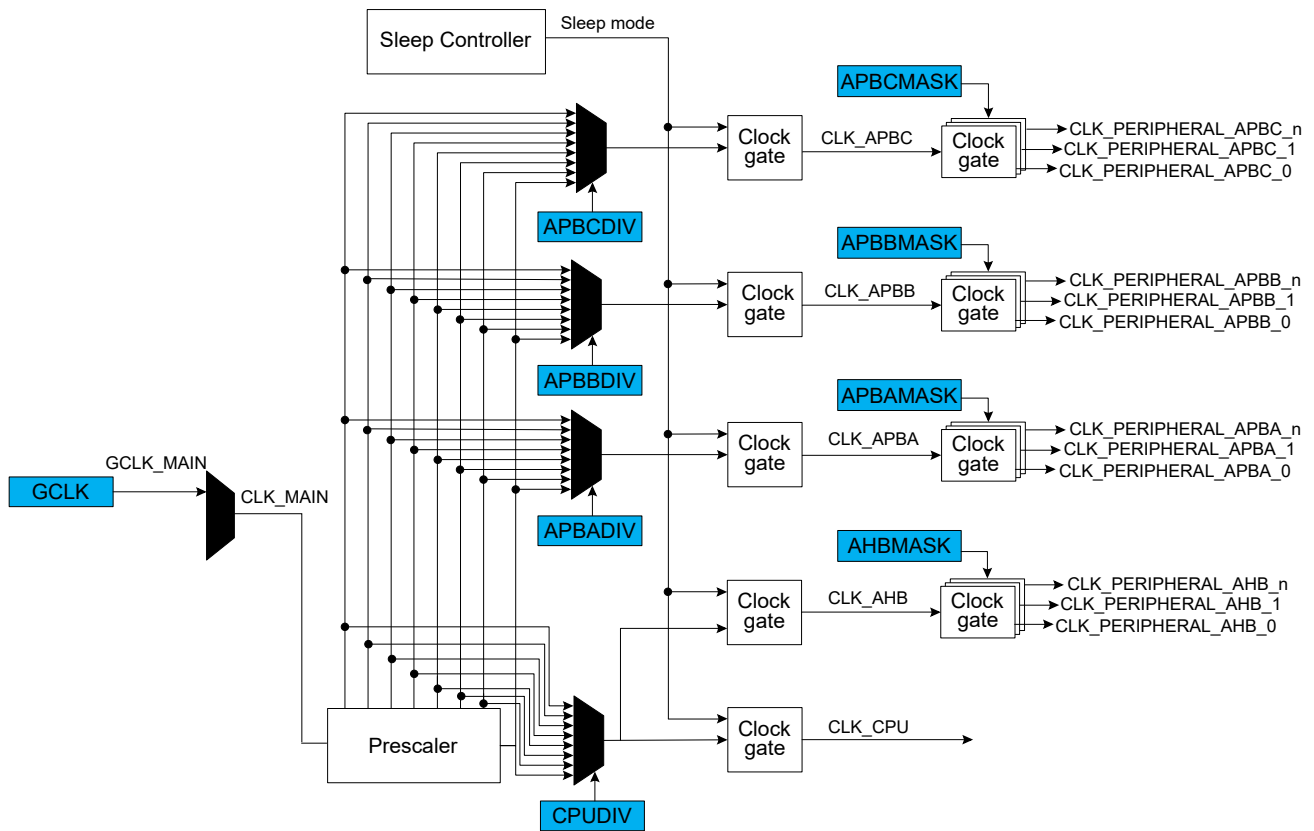 Sleep Controller
Sleep mode
APBCMASK
Clock
gate
CLK_APBC
Clock
gate
CLK_PERIPHERAL_APBC_n
CLK_PERIPHERAL_APBC_1
CLK_PERIPHERAL_APBC_0
APBCDIV
APBBMASK
Clock
gate
CLK_APBB
Clock
gate
CLK_PERIPHERAL_APBB_n
CLK_PERIPHERAL_APBB_1
CLK_PERIPHERAL_APBB_0
APBBDIV
APBAMASK
Clock
gate
CLK_APBA
Clock
gate
CLK_PERIPHERAL_APBA_n
CLK_PERIPHERAL_APBA_1
CLK_PERIPHERAL_APBA_0
GCLK
GCLK_MAIN
CLK_MAIN
APBADIV
AHBMASK
Clock
gate
CLK_AHB
Clock
gate
CLK_PERIPHERAL_AHB_n
CLK_PERIPHERAL_AHB_1
CLK_PERIPHERAL_AHB_0
Prescaler
Clock
gate
CLK_CPU
CPUDIV